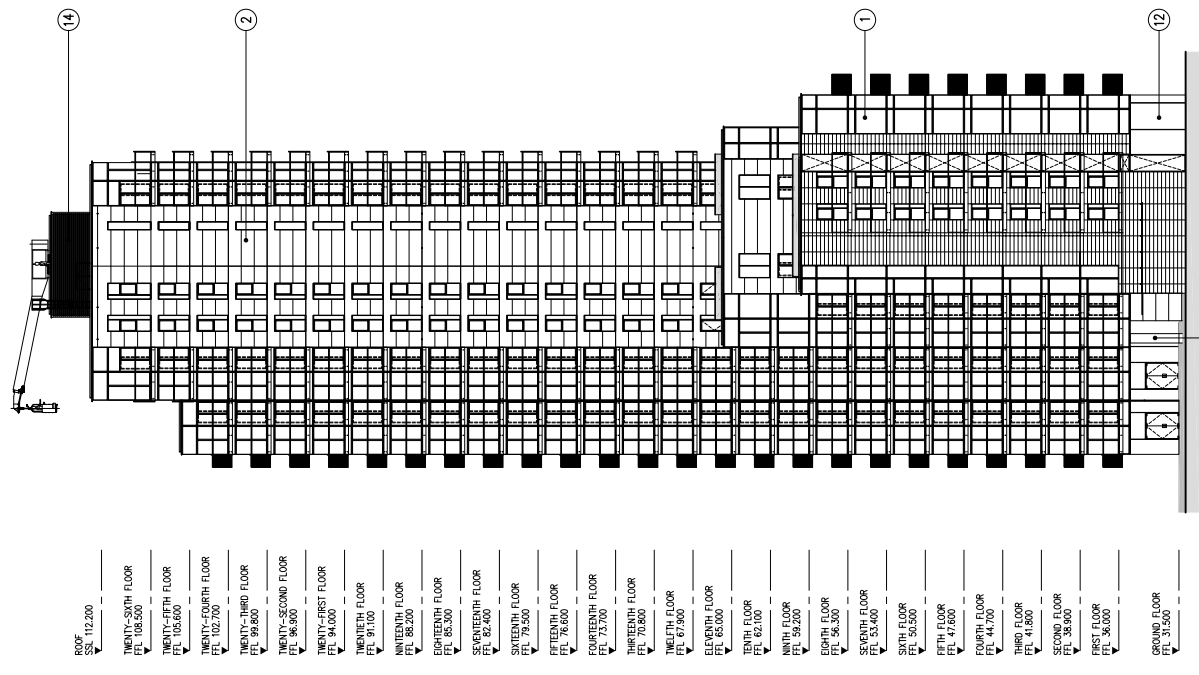 14
2
1
12
ROOF
SSL 112.200
TWENTY-SIXTH FLOOR
FFL 108.500
TWENTY-FIFTH FLOOR
FFL 105.600
TWENTY-FOURTH FLOOR
FFL 102.700
TWENTY-THIRD FLOOR
FFL 99.800
TWENTY-SECOND FLOOR
FFL 96.900
TWENTY-FIRST FLOOR
FFL 94.000
TWENTIETH FLOOR
FFL 91.100
NINETEENTH FLOOR
FFL 88.200
EIGHTEENTH FLOOR
FFL 85.300
SEVENTEENTH FLOOR
FFL 82.400
SIXTEENTH FLOOR
FFL 79.500
FIFTEENTH FLOOR
FFL 76.600
FOURTEENTH FLOOR
FFL 73.700
THIRTEENTH FLOOR
FFL 70.800
TWELFTH FLOOR
FFL 67.900
ELEVENTH FLOOR
FFL 65.000
TENTH FLOOR
FFL 62.100
NINTH FLOOR
FFL 59.200
EIGHTH FLOOR
FFL 56.300
SEVENTH FLOOR
FFL 53.400
SIXTH FLOOR
FFL 50.500
FIFTH FLOOR
FFL 47.600
FOURTH FLOOR
FFL 44.700
THIRD FLOOR
FFL 41.800
SECOND FLOOR
FFL 38.900
FIRST FLOOR
FFL 36.000
GROUND FLOOR
FFL 31.500